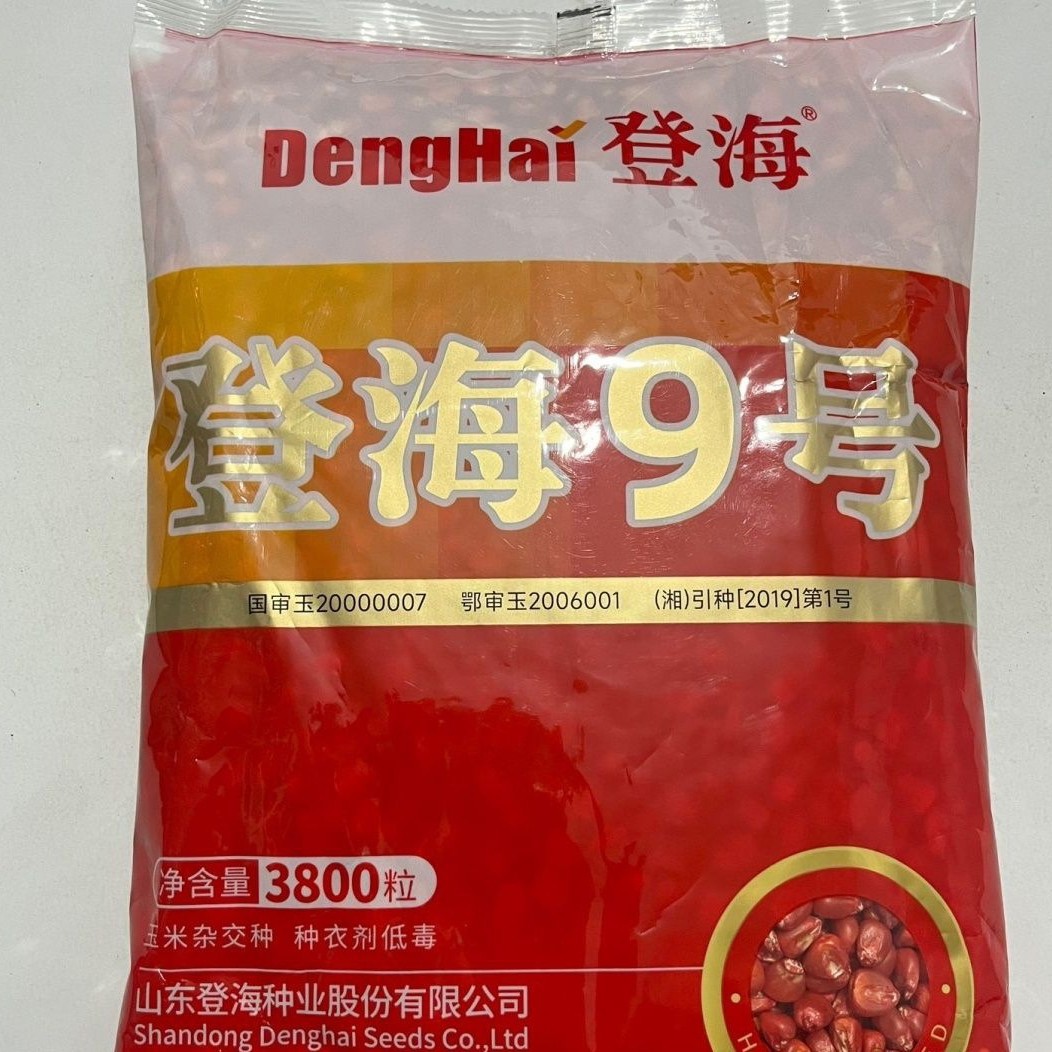 DengHai 登海®
登海9号
国审玉20000007 鄂审玉2006001 (湘)引种[2019]第1号
净含量 3800粒
玉米杂交种 种衣剂低毒
山东登海种业股份有限公司
Shandong Denghai Seeds Co.,Ltd